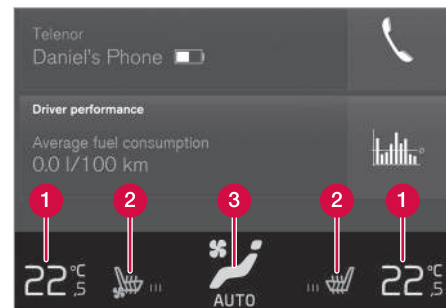 Telenor
Daniel's Phone
Driver performance
Average fuel consumption
0.0 l/100 km
1 2 3 2 1
22°C,5 22°C,5
AUTO